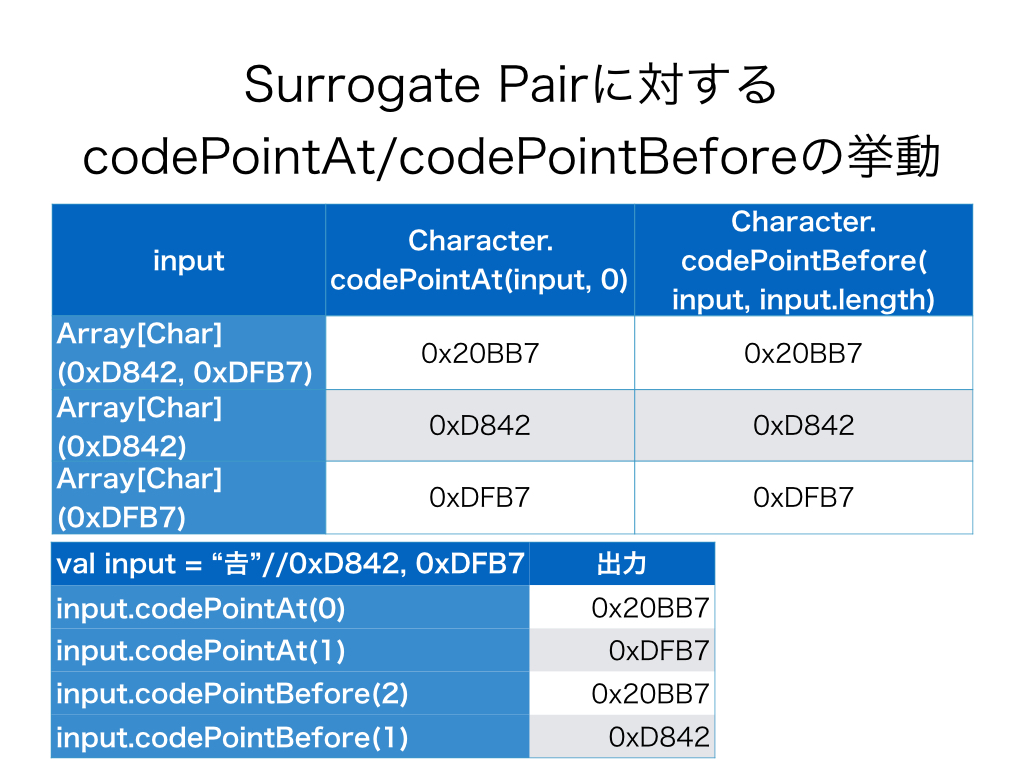 Surrogate Pairに対する
codePointAt/codePointBeforeの挙動
input
Character.
codePointAt(input, 0)
Character.
codePointBefore(
input, input.length)
Array[Char]
(0xD842, 0xDFB7)
0x20BB7
0x20BB7
Array[Char]
(0xD842)
0xD842
0xD842
Array[Char]
(0xDFB7)
0xDFB7
0xDFB7
val input = “𠮷”//0xD842, 0xDFB7
出力
input.codePointAt(0)
0x20BB7
input.codePointAt(1)
0xDFB7
input.codePointBefore(2)
0x20BB7
input.codePointBefore(1)
0xD842